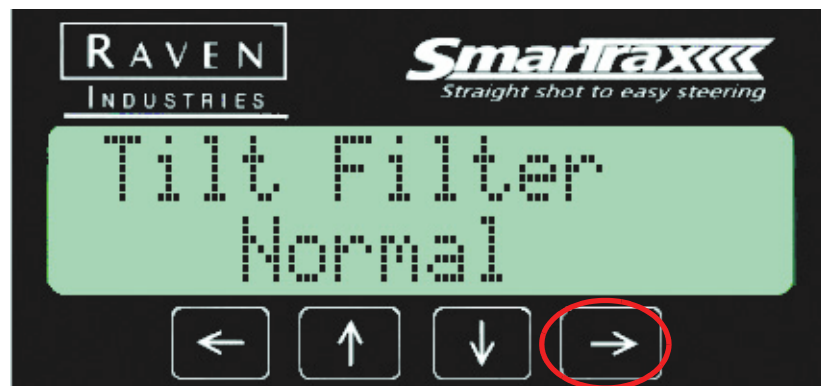 RAVEN
INDUSTRIES
SmarTrax
Straight shot to easy steering
Tilt Filter
Normal